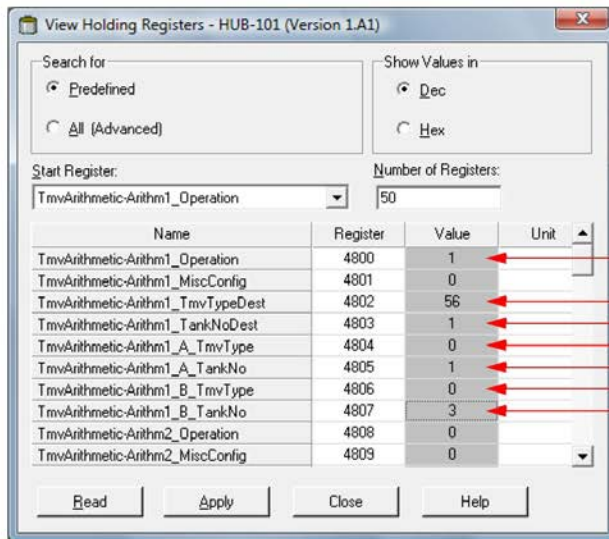 View Holding Registers - HUB-101 (Version 1.A1)
Search for
Predefined
All (Advanced)
Show Values in
Dec
Hex
Start Register:
TmvArithmetic-Arithm1_Operation
Number of Registers:
50
Name Register Value Unit
TmvArithmetic-Arithm1_Operation 4800 1
TmvArithmetic-Arithm1_MiscConfig 4801 0
TmvArithmetic-Arithm1_TmvTypeDest 4802 56
TmvArithmetic-Arithm1_TankNoDest 4803 1
TmvArithmetic-Arithm1_A_TmvType 4804 0
TmvArithmetic-Arithm1_A_TankNo 4805 1
TmvArithmetic-Arithm1_B_TmvType 4806 0
TmvArithmetic-Arithm1_B_TankNo 4807 3
TmvArithmetic-Arithm2_Operation 4808 0
TmvArithmetic-Arithm2_MiscConfig 4809 0
Read Apply Close Help